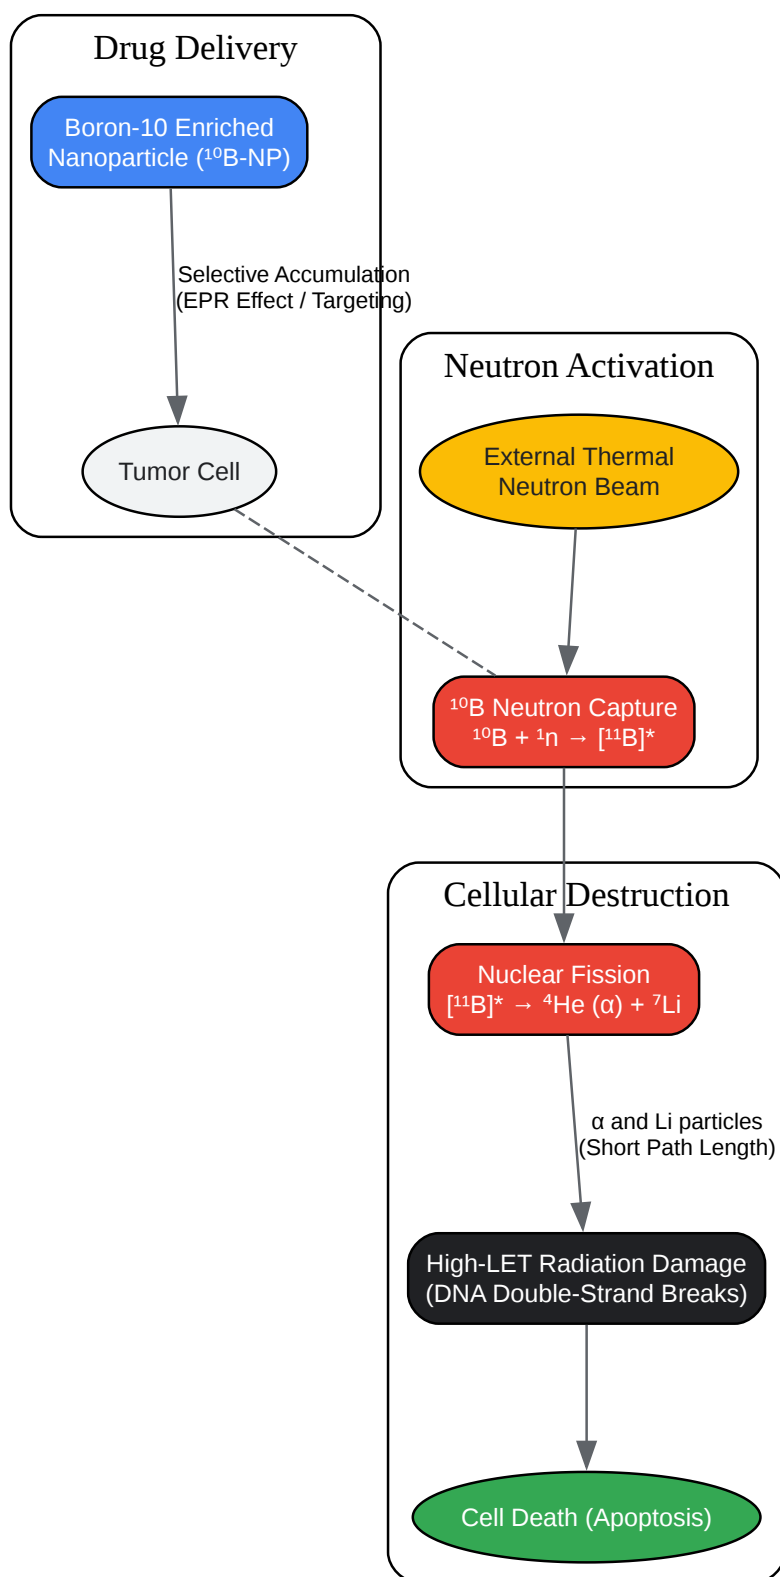 Drug Delivery
Boron-10 Enriched
Nanoparticle (¹⁰B-NP)
Selective Accumulation
(EPR Effect / Targeting)
Tumor Cell
Neutron Activation
External Thermal
Neutron Beam
¹⁰B Neutron Capture
¹⁰B + ¹n → [¹¹B]*
Cellular Destruction
Nuclear Fission
[¹¹B]* → ⁴He (α) + ⁷Li
α and Li particles
(Short Path Length)
High-LET Radiation Damage
(DNA Double-Strand Breaks)
Cell Death (Apoptosis)